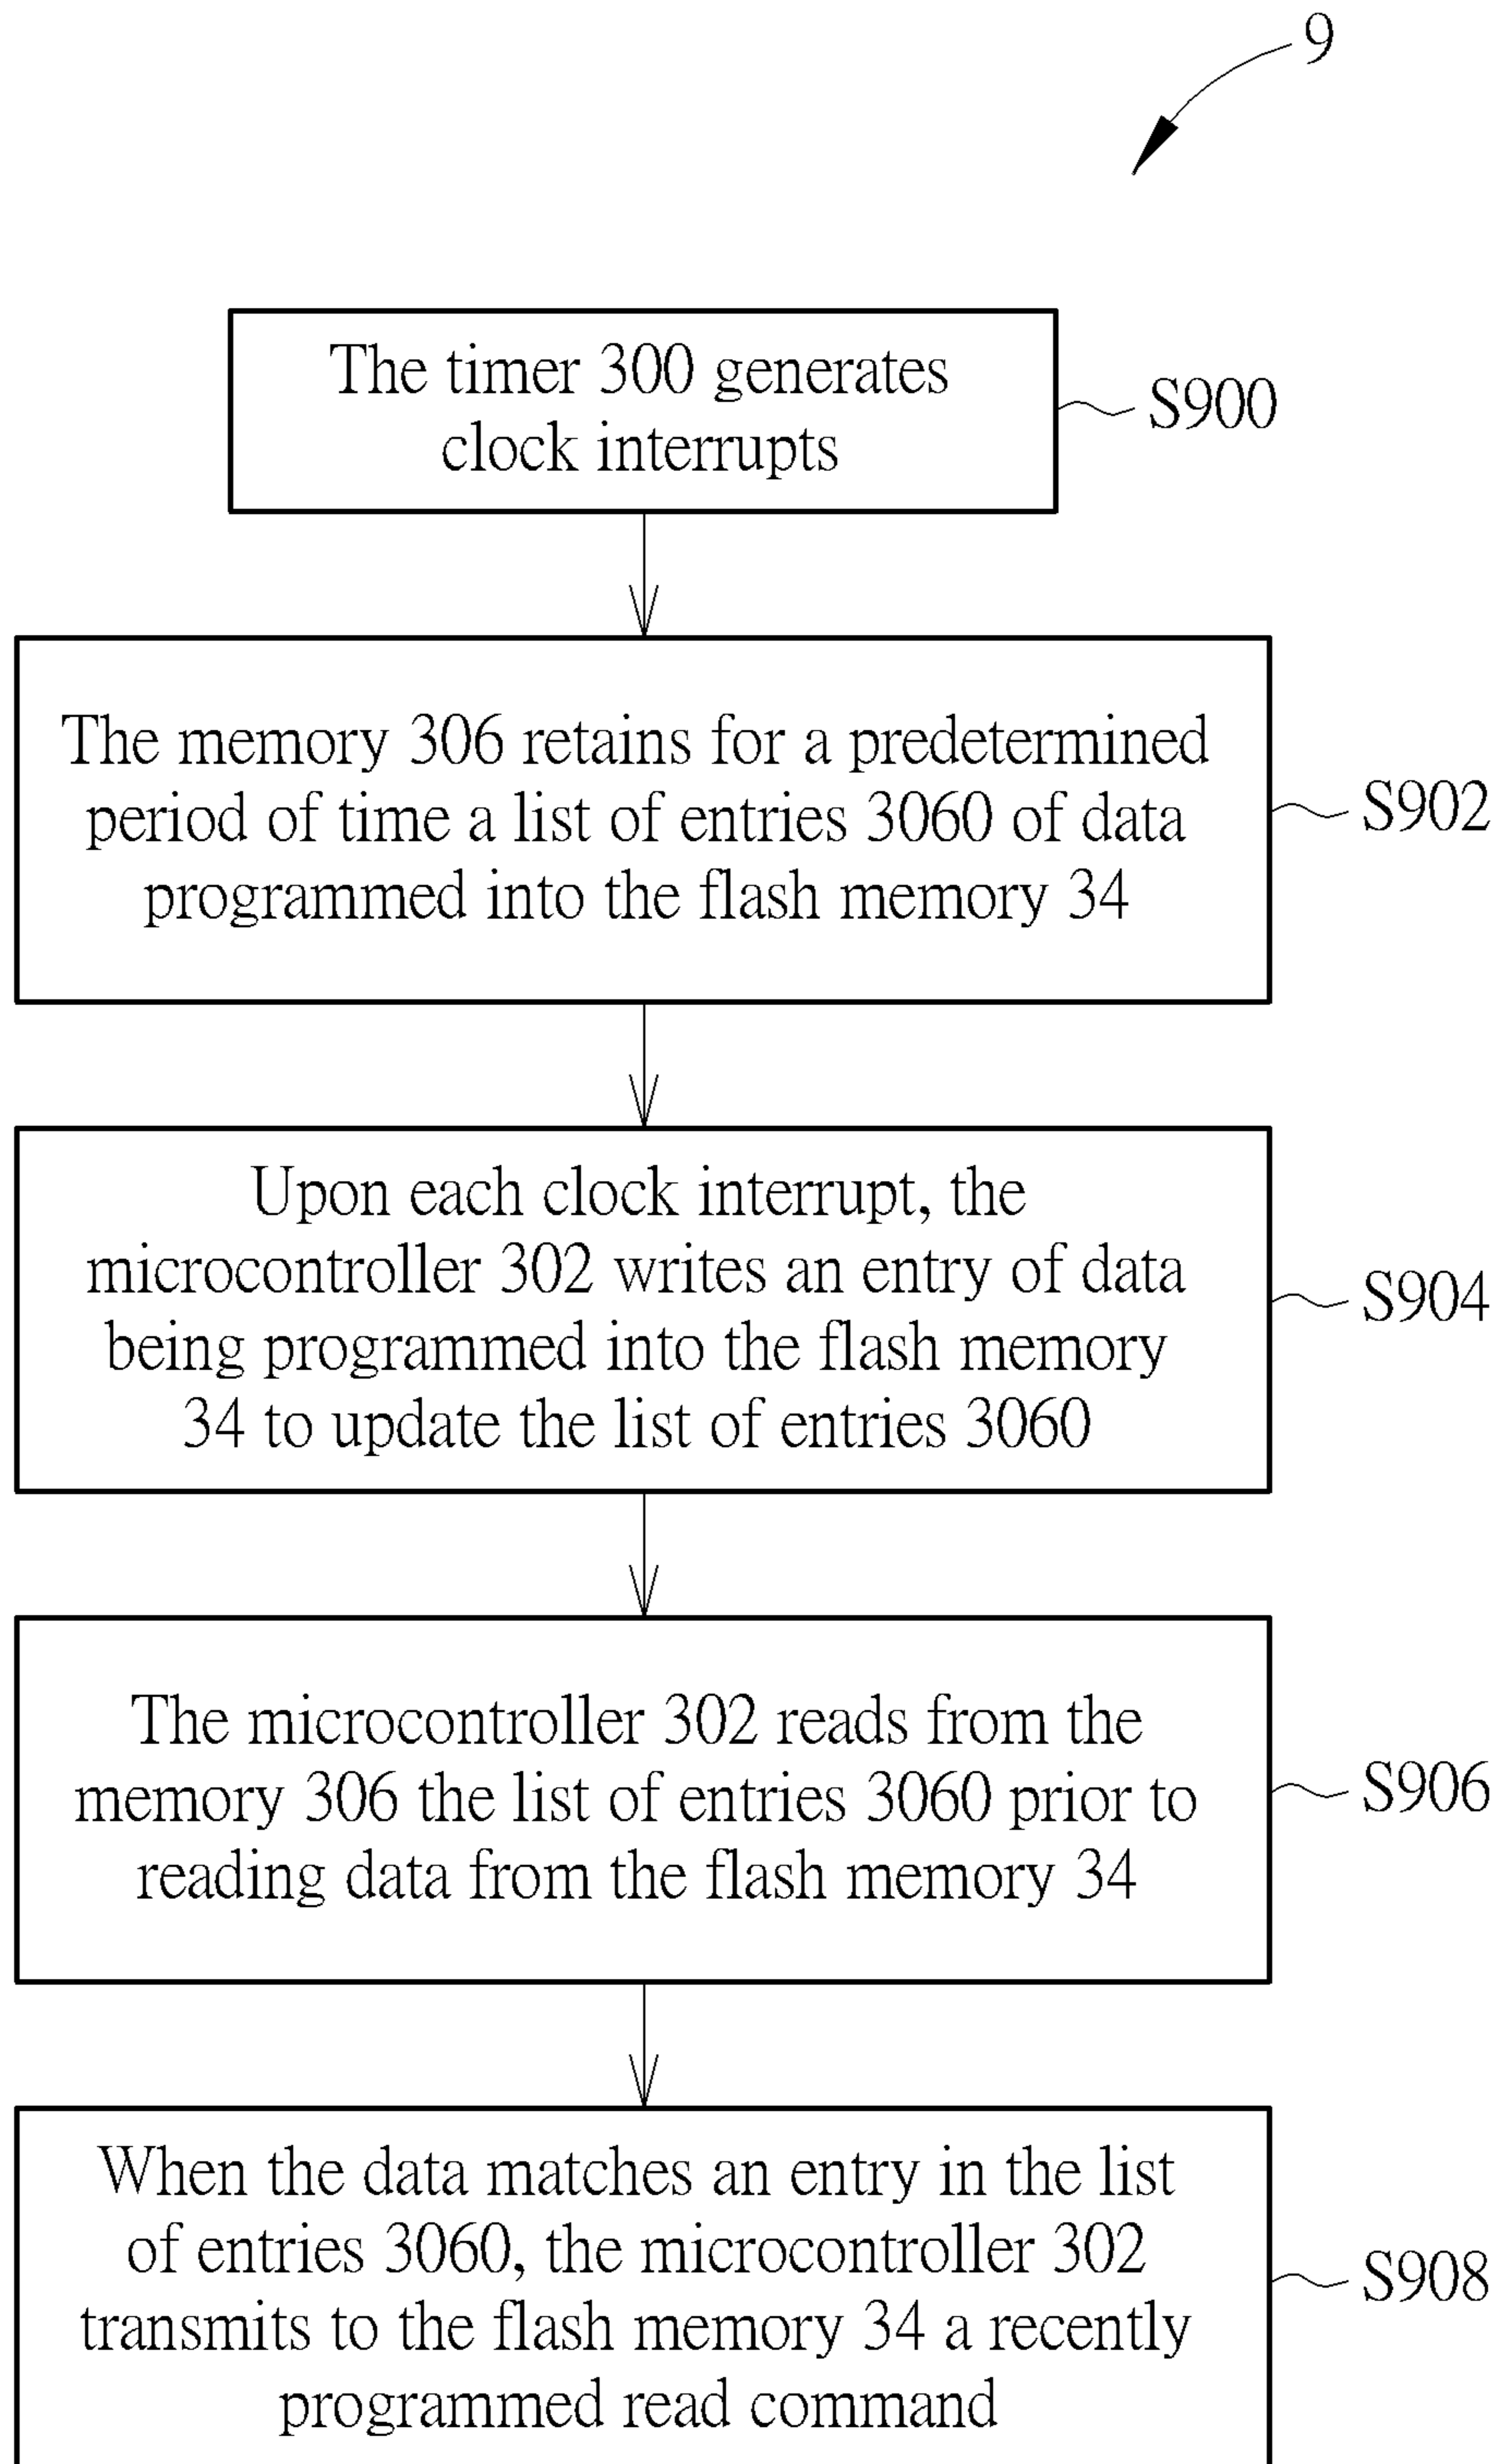 9
The timer 300 generates
clock interrupts
S900
The memory 306 retains for a predetermined
period of time a list of entries 3060 of data
programmed into the flash memory 34
S902
Upon each clock interrupt, the
microcontroller 302 writes an entry of data
being programmed into the flash memory
34 to update the list of entries 3060
S904
The microcontroller 302 reads from the
memory 306 the list of entries 3060 prior to
reading data from the flash memory 34
S906
When the data matches an entry in the list
of entries 3060, the microcontroller 302
transmits to the flash memory 34 a recently
programmed read command
S908